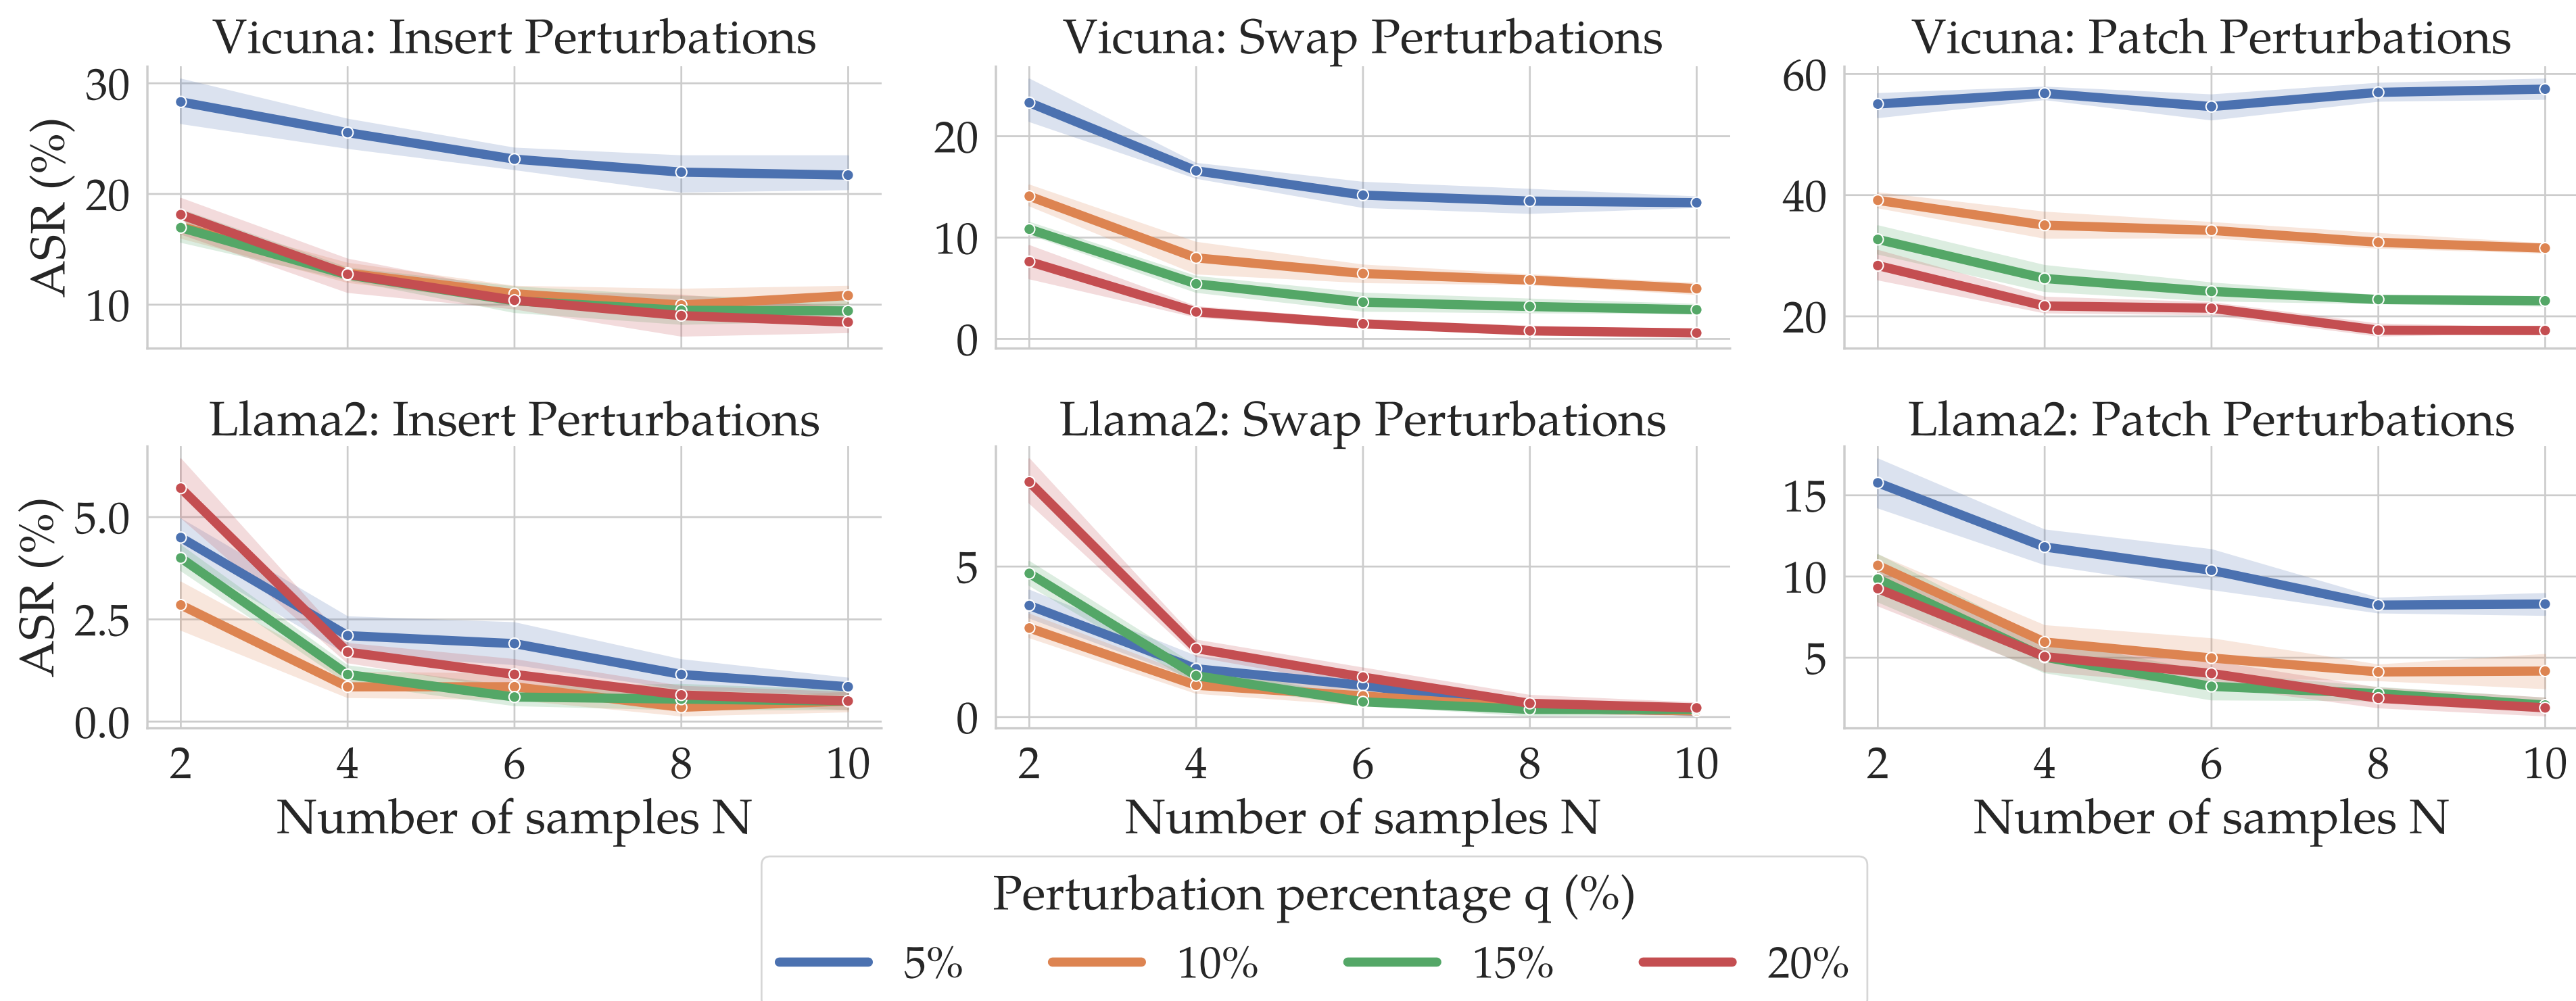 Vicuna: Insert Perturbations
Vicuna: Swap Perturbations
Vicuna: Patch Perturbations
ASR (%)
30
20
10
20
10
0
60
40
20
Llama2: Insert Perturbations
Llama2: Swap Perturbations
Llama2: Patch Perturbations
ASR (%)
5.0
2.5
0.0
5
0
15
10
5
2 4 6 8 10
2 4 6 8 10
2 4 6 8 10
Number of samples N
Number of samples N
Number of samples N
Perturbation percentage q (%)
5% 10% 15% 20%